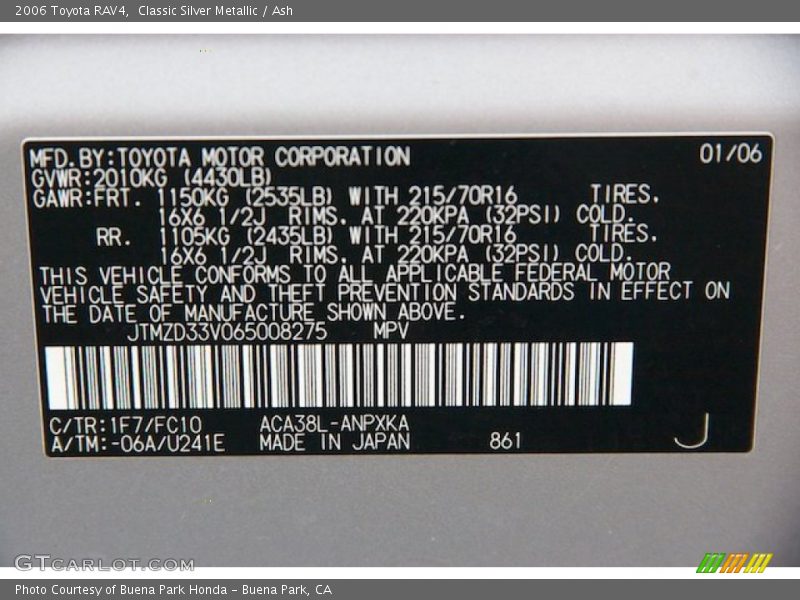 2006 Toyota RAV4,  Classic Silver Metallic / Ash
MFD.BY:TOYOTA MOTOR CORPORATION 01/06
GVWR:2010KG (4430LB)
GAWR:FRT. 1150KG (2535LB) WITH 215/70R16 TIRES.
16X6 1/2J RIMS. AT 220KPA (32PSI) COLD.
RR. 1105KG (2435LB) WITH 215/70R16 TIRES.
16X6 1/2J RIMS. AT 220KPA (32PSI) COLD.
THIS VEHICLE CONFORMS TO ALL APPLICABLE FEDERAL MOTOR
VEHICLE SAFETY AND THEFT PREVENTION STANDARDS IN EFFECT ON
THE DATE OF MANUFACTURE SHOWN ABOVE.
JTMZD33V065008275 MPV
C/TR:1F7/FC10 ACA38L-ANPXKA
A/TM:-06A/U241E MADE IN JAPAN 861 J
GTCARLOT.COM
Photo Courtesy of Buena Park Honda - Buena Park, CA